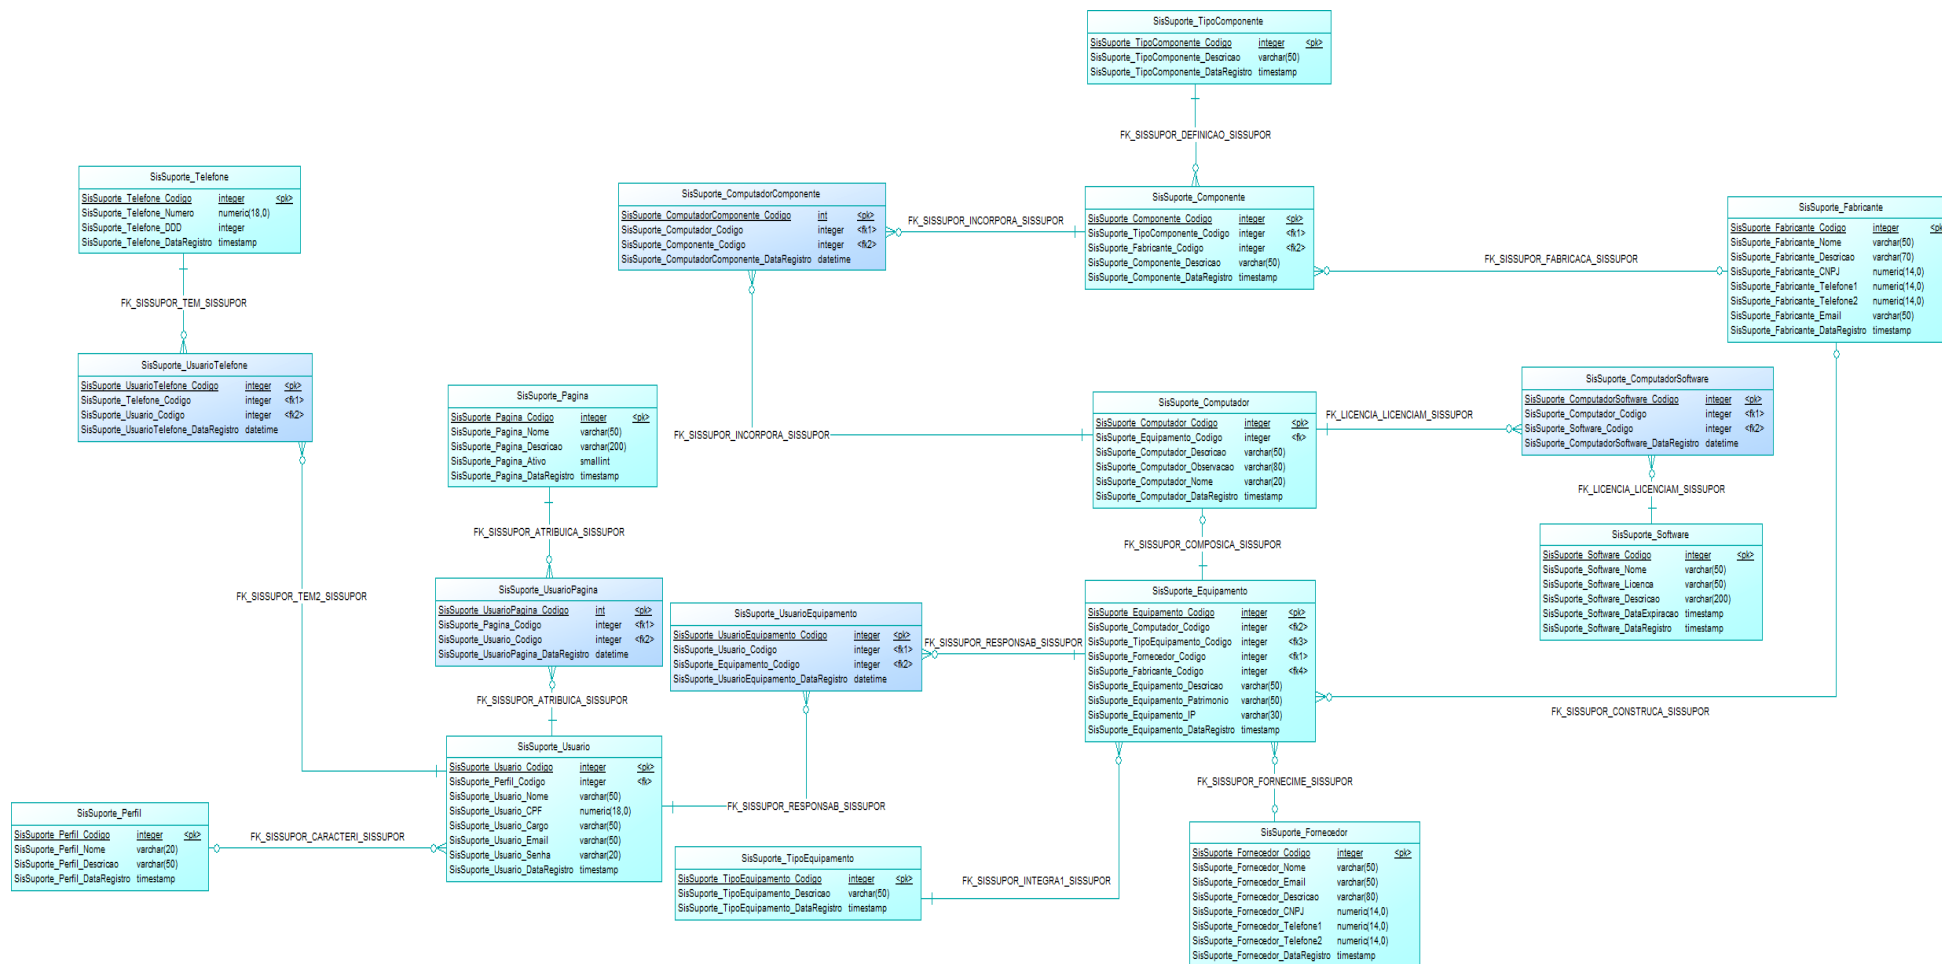 SisSuporte_TipoComponente
SisSuporte_TipoComponente_Codigo integer <pk>
SisSuporte_TipoComponente_Descricao varchar(50)
SisSuporte_TipoComponente_DataRegistro timestamp
FK_SISSUPOR_DEFINICAO_SISSUPOR
SisSuporte_Telefone
SisSuporte_Telefone_Codigo integer <pk>
SisSuporte_Telefone_Numero numeric(18,0)
SisSuporte_Telefone_DDD integer
SisSuporte_Telefone_DataRegistro timestamp
FK_SISSUPOR_TEM_SISSUPOR
SisSuporte_ComputadorComponente
SisSuporte_ComputadorComponente_Codigo int <pk>
SisSuporte_Computador_Codigo integer <fk1>
SisSuporte_Componente_Codigo integer <fk2>
SisSuporte_ComputadorComponente_DataRegistro datetime
FK_SISSUPOR_INCORPORA_SISSUPOR
SisSuporte_Componente
SisSuporte_Componente_Codigo integer <pk>
SisSuporte_TipoComponente_Codigo integer <fk1>
SisSuporte_Fabricante_Codigo integer <fk2>
SisSuporte_Componente_Descricao varchar(50)
SisSuporte_Componente_DataRegistro timestamp
FK_SISSUPOR_FABRICACA_SISSUPOR
SisSuporte_Fabricante
SisSuporte_Fabricante_Codigo integer <pk
SisSuporte_Fabricante_Nome varchar(50)
SisSuporte_Fabricante_Descricao varchar(70)
SisSuporte_Fabricante_CNPJ numeric(14,0)
SisSuporte_Fabricante_Telefone1 numeric(14,0)
SisSuporte_Fabricante_Telefone2 numeric(14,0)
SisSuporte_Fabricante_Email varchar(50)
SisSuporte_Fabricante_DataRegistro timestamp
SisSuporte_UsuarioTelefone
SisSuporte_UsuarioTelefone_Codigo integer <pk>
SisSuporte_Telefone_Codigo integer <fk1>
SisSuporte_Usuario_Codigo integer <fk2>
SisSuporte_UsuarioTelefone_DataRegistro datetime
SisSuporte_Pagina
SisSuporte_Pagina_Codigo integer <pk>
SisSuporte_Pagina_Nome varchar(50)
SisSuporte_Pagina_Descricao varchar(200)
SisSuporte_Pagina_Ativo smallint
SisSuporte_Pagina_DataRegistro timestamp
FK_SISSUPOR_INCORPORA_SISSUPOR
SisSuporte_Computador
SisSuporte_Computador_Codigo integer <pk>
SisSuporte_Equipamento_Codigo integer <fk>
SisSuporte_Computador_Descricao varchar(50)
SisSuporte_Computador_Observacao varchar(80)
SisSuporte_Computador_Nome varchar(20)
SisSuporte_Computador_DataRegistro timestamp
FK_LICENCIA_LICENCIAM_SISSUPOR
SisSuporte_ComputadorSoftware
SisSuporte_ComputadorSoftware_Codigo integer <pk>
SisSuporte_Computador_Codigo integer <fk1>
SisSuporte_Software_Codigo integer <fk2>
SisSuporte_ComputadorSoftware_DataRegistro datetime
FK_LICENCIA_LICENCIAM_SISSUPOR
SisSuporte_Software
SisSuporte_Software_Codigo integer <pk>
SisSuporte_Software_Nome varchar(50)
SisSuporte_Software_Licenca varchar(50)
SisSuporte_Software_Descricao varchar(200)
SisSuporte_Software_DataExpiracao timestamp
SisSuporte_Software_DataRegistro timestamp
FK_SISSUPOR_ATRIBUICA_SISSUPOR
FK_SISSUPOR_COMPOSICA_SISSUPOR
FK_SISSUPOR_TEM2_SISSUPOR
SisSuporte_UsuarioPagina
SisSuporte_UsuarioPagina_Codigo int <pk>
SisSuporte_Pagina_Codigo integer <fk1>
SisSuporte_Usuario_Codigo integer <fk2>
SisSuporte_UsuarioPagina_DataRegistro datetime
FK_SISSUPOR_ATRIBUICA_SISSUPOR
SisSuporte_UsuarioEquipamento
SisSuporte_UsuarioEquipamento_Codigo integer <pk>
SisSuporte_Usuario_Codigo integer <fk1>
SisSuporte_Equipamento_Codigo integer <fk2>
SisSuporte_UsuarioEquipamento_DataRegistro datetime
FK_SISSUPOR_RESPONSAB_SISSUPOR
SisSuporte_Equipamento
SisSuporte_Equipamento_Codigo integer <pk>
SisSuporte_Computador_Codigo integer <fk2>
SisSuporte_TipoEquipamento_Codigo integer <fk3>
SisSuporte_Fornecedor_Codigo integer <fk1>
SisSuporte_Fabricante_Codigo integer <fk4>
SisSuporte_Equipamento_Descricao varchar(50)
SisSuporte_Equipamento_Patrimonio varchar(50)
SisSuporte_Equipamento_IP varchar(30)
SisSuporte_Equipamento_DataRegistro timestamp
FK_SISSUPOR_CONSTRUCA_SISSUPOR
SisSuporte_Usuario
SisSuporte_Usuario_Codigo integer <pk>
SisSuporte_Perfil_Codigo integer <fk>
SisSuporte_Usuario_Nome varchar(50)
SisSuporte_Usuario_CPF numeric(18,0)
SisSuporte_Usuario_Cargo varchar(50)
SisSuporte_Usuario_Email varchar(50)
SisSuporte_Usuario_Senha varchar(20)
SisSuporte_Usuario_DataRegistro timestamp
FK_SISSUPOR_RESPONSAB_SISSUPOR
FK_SISSUPOR_FORNECIME_SISSUPOR
SisSuporte_Perfil
SisSuporte_Perfil_Codigo integer <pk>
SisSuporte_Perfil_Nome varchar(20)
SisSuporte_Perfil_Descricao varchar(50)
SisSuporte_Perfil_DataRegistro timestamp
FK_SISSUPOR_CARACTERI_SISSUPOR
SisSuporte_TipoEquipamento
SisSuporte_TipoEquipamento_Codigo integer <pk>
SisSuporte_TipoEquipamento_Descricao varchar(50)
SisSuporte_TipoEquipamento_DataRegistro timestamp
FK_SISSUPOR_INTEGRA1_SISSUPOR
SisSuporte_Fornecedor
SisSuporte_Fornecedor_Codigo integer <pk>
SisSuporte_Fornecedor_Nome varchar(50)
SisSuporte_Fornecedor_Email varchar(50)
SisSuporte_Fornecedor_Descricao varchar(80)
SisSuporte_Fornecedor_CNPJ numeric(14,0)
SisSuporte_Fornecedor_Telefone1 numeric(14,0)
SisSuporte_Fornecedor_Telefone2 numeric(14,0)
SisSuporte_Fornecedor_DataRegistro timestamp